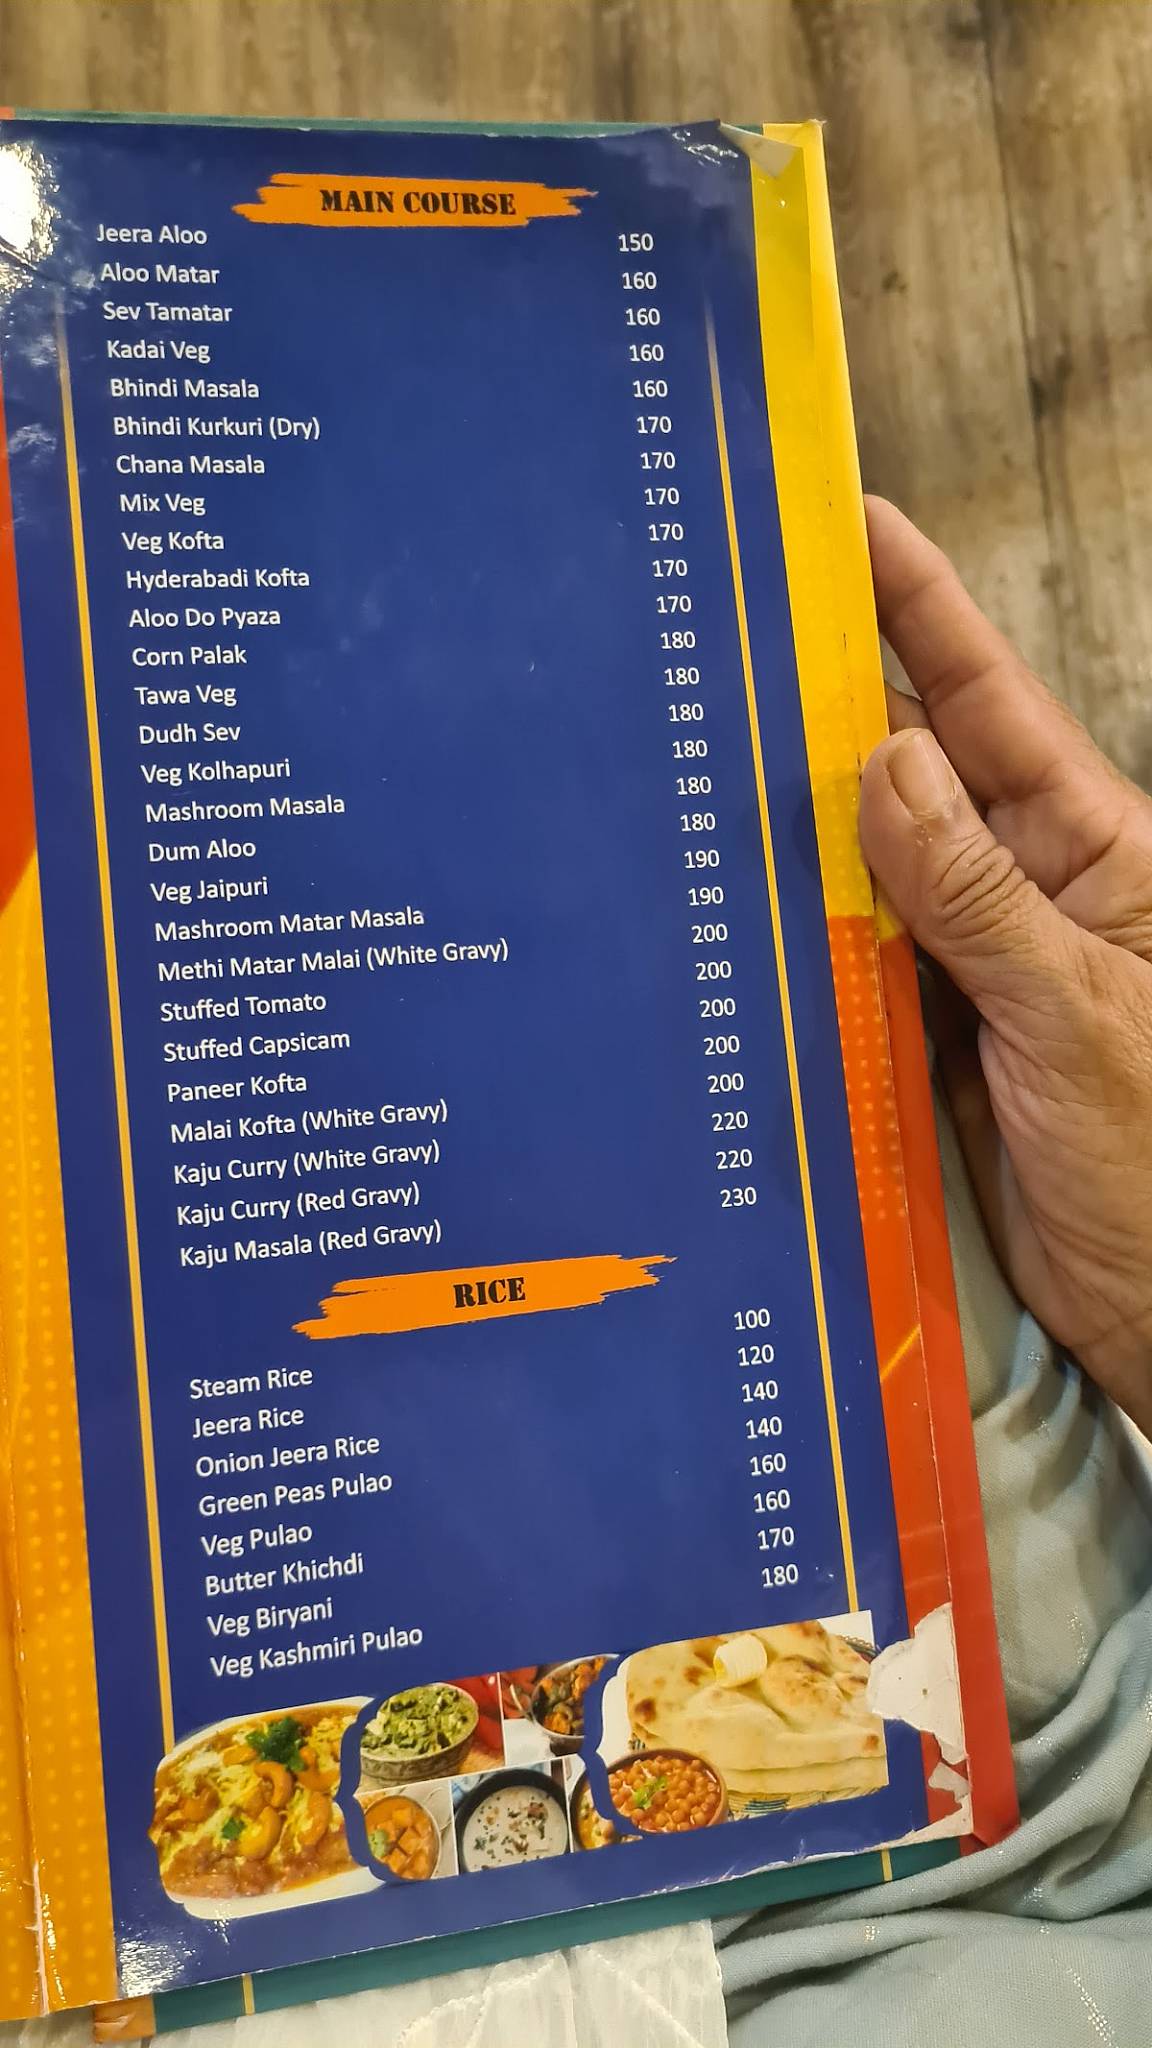 MAIN COURSE
Jeera Aloo 150
Aloo Matar 160
Sev Tamatar 160
Kadai Veg 160
Bhindi Masala 160
Bhindi Kurkuri (Dry) 170
Chana Masala 170
Mix Veg 170
Veg Kofta 170
Hyderabadi Kofta 170
Aloo Do Pyaza 170
Corn Palak 180
Tawa Veg 180
Dudh Sev 180
Veg Kolhapuri 180
Mashroom Masala 180
Dum Aloo 180
Veg Jaipuri 190
Mashroom Matar Masala 190
Methi Matar Malai (White Gravy) 200
Stuffed Tomato 200
Stuffed Capsicam 200
Paneer Kofta 200
Malai Kofta (White Gravy) 200
Kaju Curry (White Gravy) 220
Kaju Curry (Red Gravy) 220
Kaju Masala (Red Gravy) 230
RICE
Steam Rice 100
Jeera Rice 120
Onion Jeera Rice 140
Green Peas Pulao 140
Veg Pulao 160
Butter Khichdi 160
Veg Biryani 170
Veg Kashmiri Pulao 180